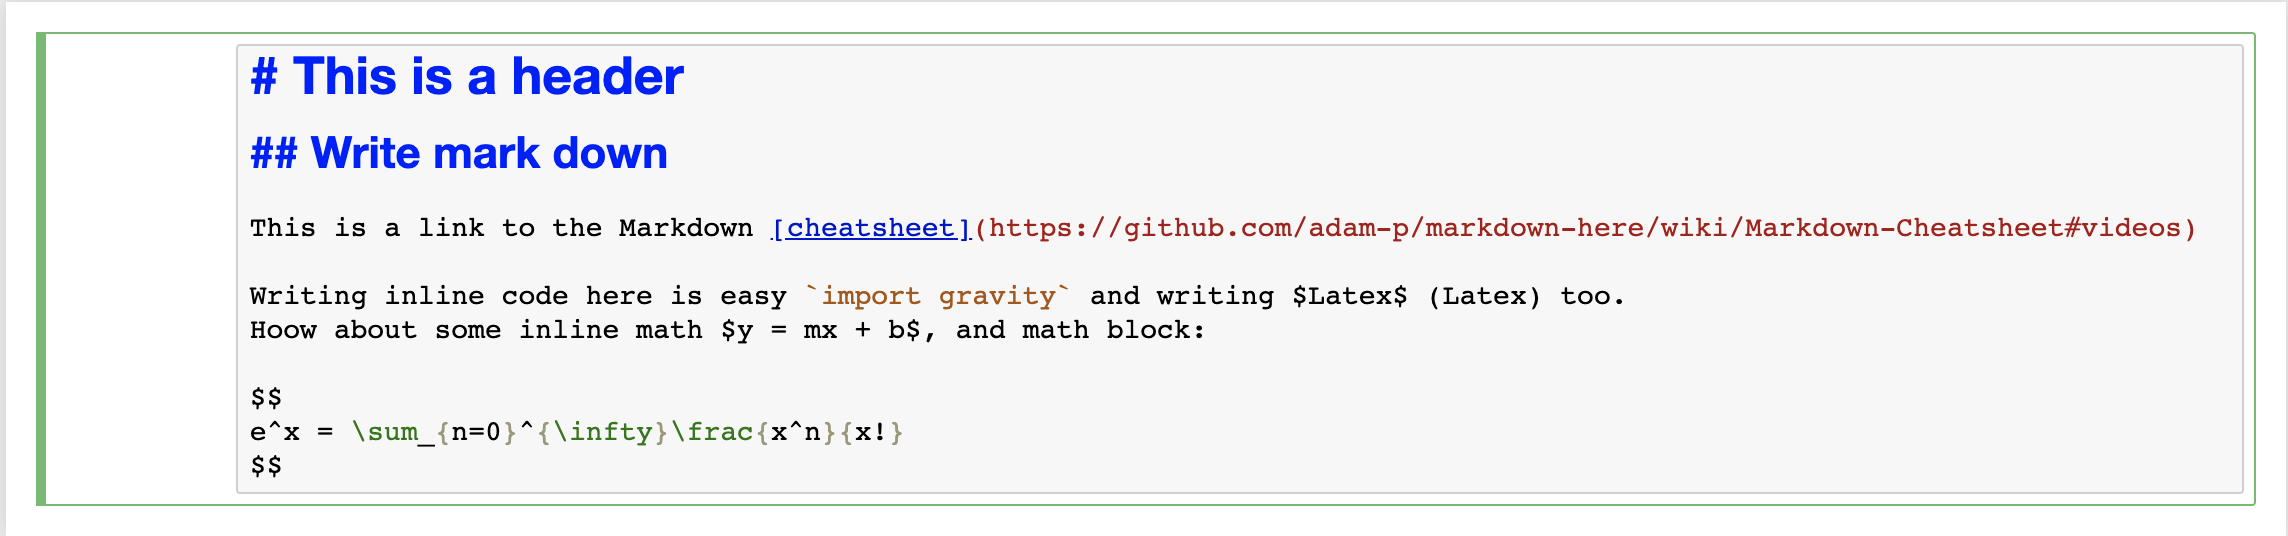 # This is a header
## Write mark down
This is a link to the Markdown [cheatsheet](https://github.com/adam-p/markdown-here/wiki/Markdown-Cheatsheet#videos)
Writing inline code here is easy `import gravity` and writing $Latex$ (Latex) too.
Hoow about some inline math $y = mx + b$, and math block:
$$
e^x = \sum_{n=0}^{\infty}\frac{x^n}{x!}
$$